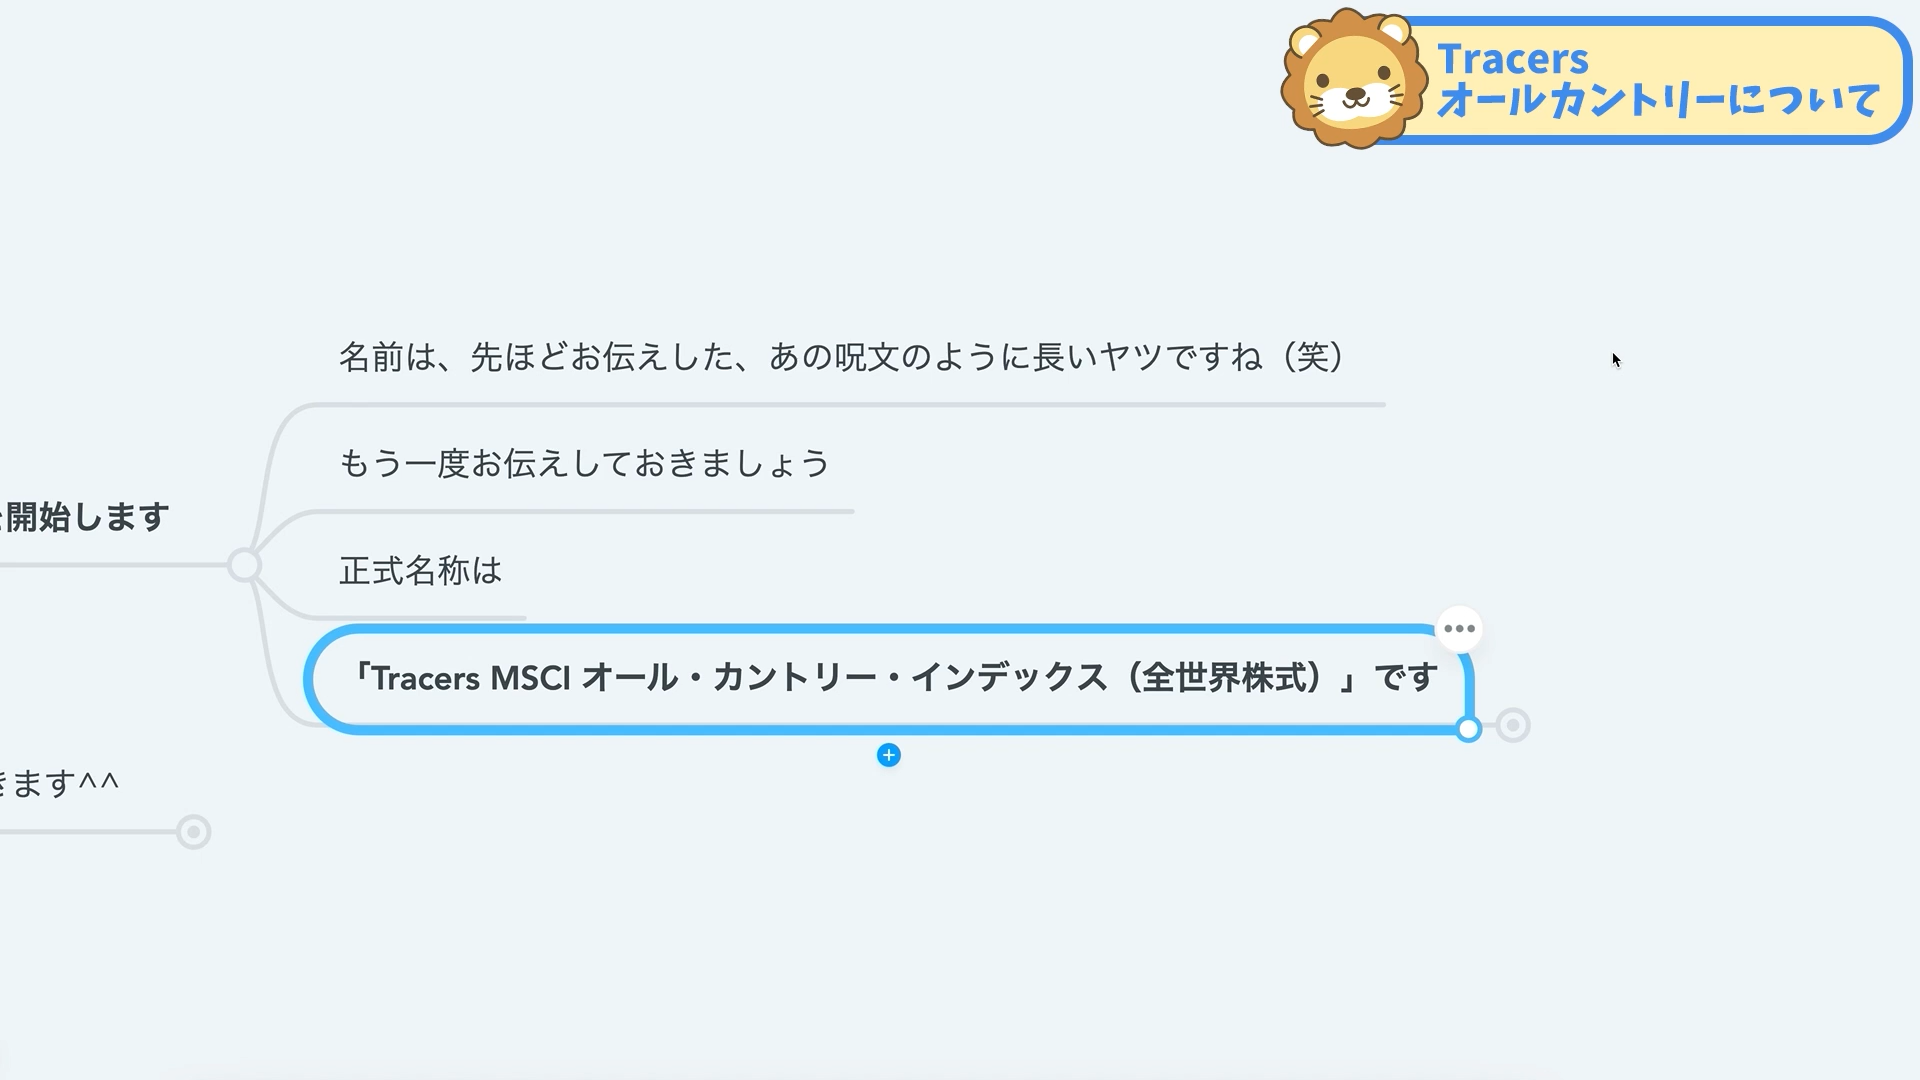 Tracers
オールカントリーについて
名前は、先ほどお伝えした、あの呪文のように長いヤツですね（笑）
もう一度お伝えしておきましょう
開始します
正式名称は
「Tracers MSCI オール・カントリー・インデックス（全世界株式）」です
きます^^